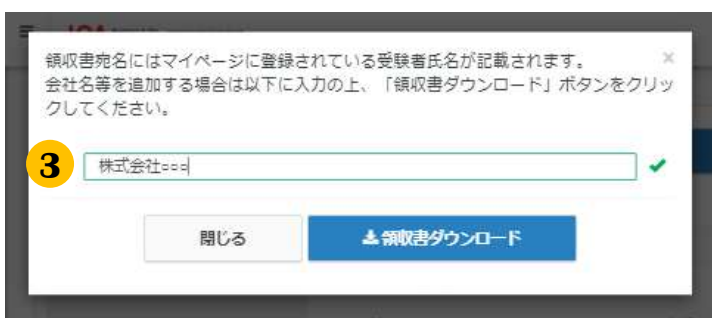 領収書宛名にはマイページに登録されている受験者氏名が記載されます。 ×
会社名等を追加する場合は以下に入力の上、「領収書ダウンロード」ボタンをクリッ
クしてください。
3 株式会社○○○
閉じる 領収書ダウンロード